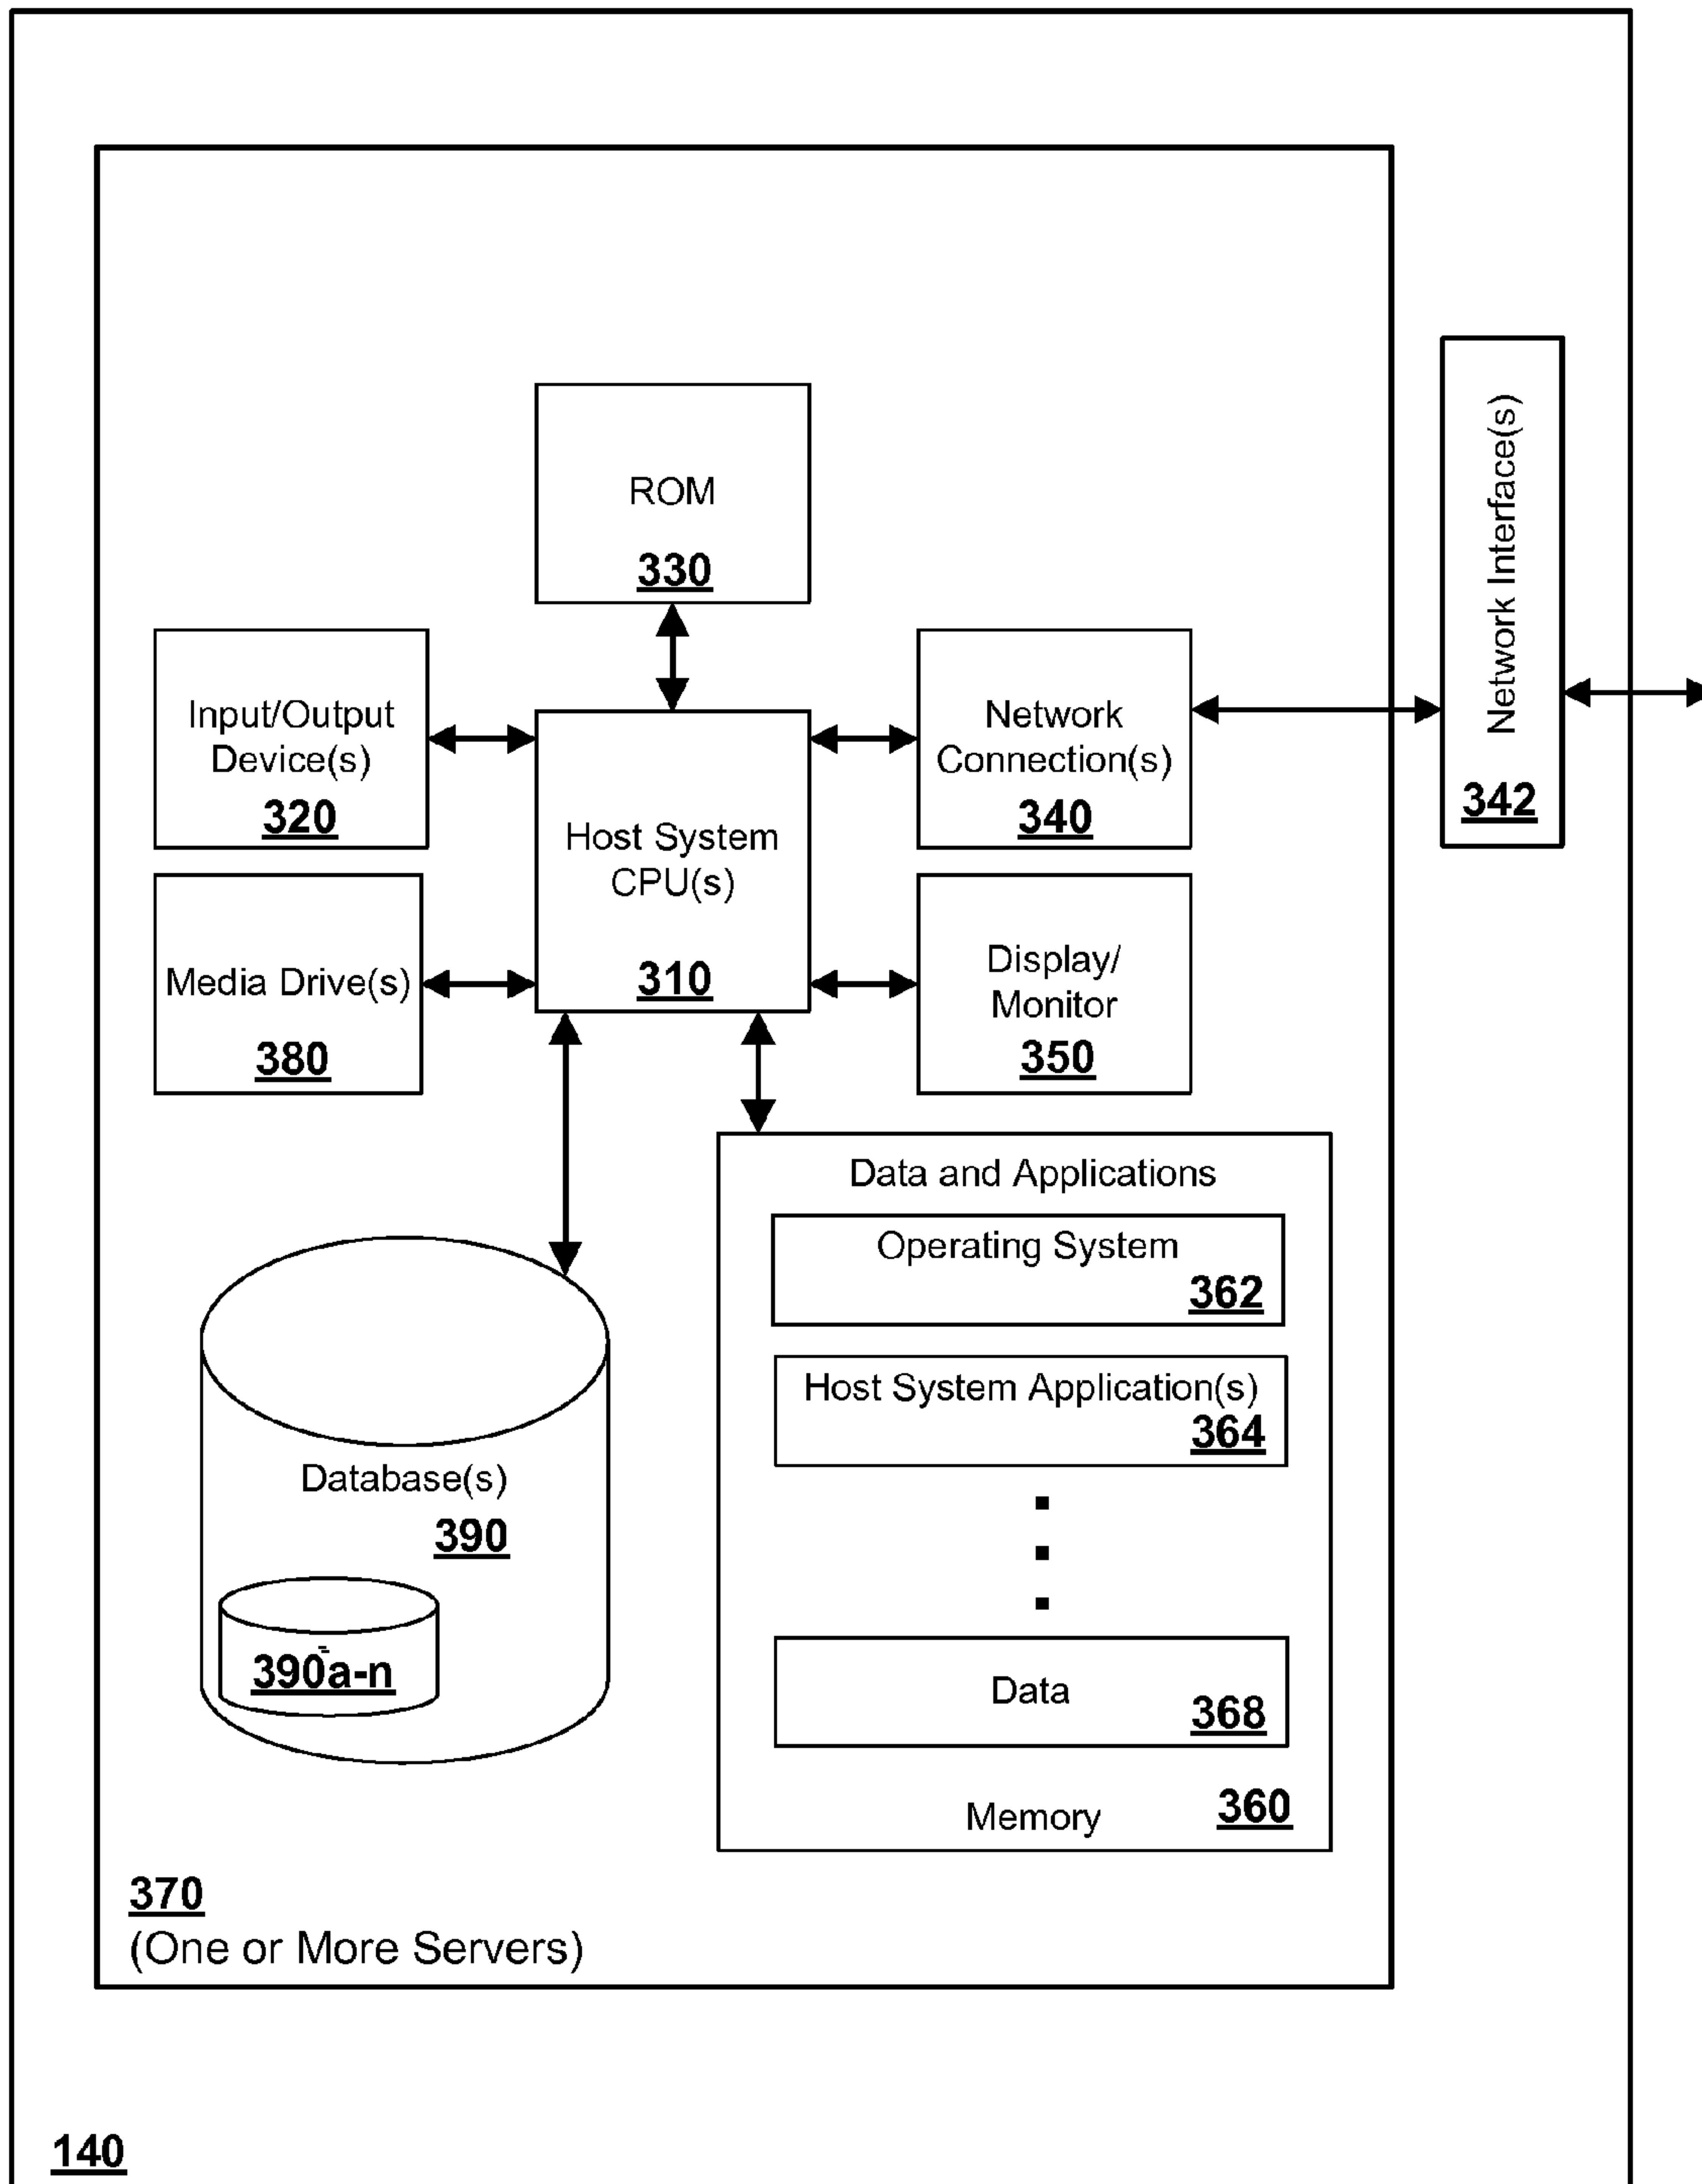 ROM
330
Network Interface(s)
342
Input/Output
Device(s)
320
Host System
CPU(s)
310
Network
Connection(s)
340
Media Drive(s)
380
Display/
Monitor
350
Database(s)
390
390a-n
Data and Applications
Operating System
362
Host System Application(s)
364
Data
368
Memory
360
370
(One or More Servers)
140